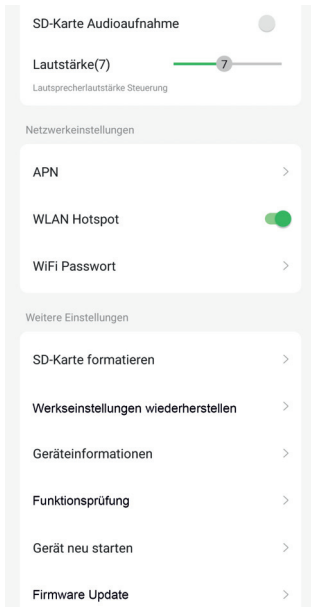 SD-Karte Audioaufnahme
Lautstärke(7)
7
Lautsprecherlautstärke Steuerung
Netzwerkeinstellungen
APN
WLAN Hotspot
WiFi Passwort
Weitere Einstellungen
SD-Karte formatieren
Werkseinstellungen wiederherstellen
Geräteinformationen
Funktionsprüfung
Gerät neu starten
Firmware Update